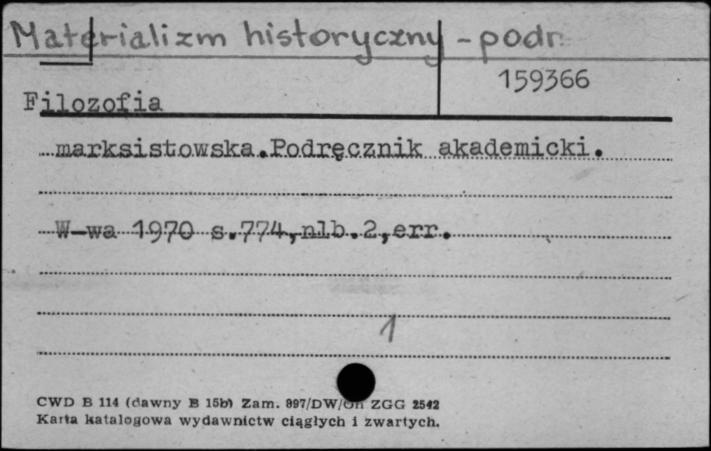 Materializm historyczny - podr.
159366
Filozofia
marksistowska.Podręcznik akademicki.
W-wa 1970 s.774,nlb.2,err.
1
CWD B 114 (dawny B 15b) Zam. 897/DW/ ZGG 2542
Karta katalogowa wydawnictw ciągłych i zwartych.